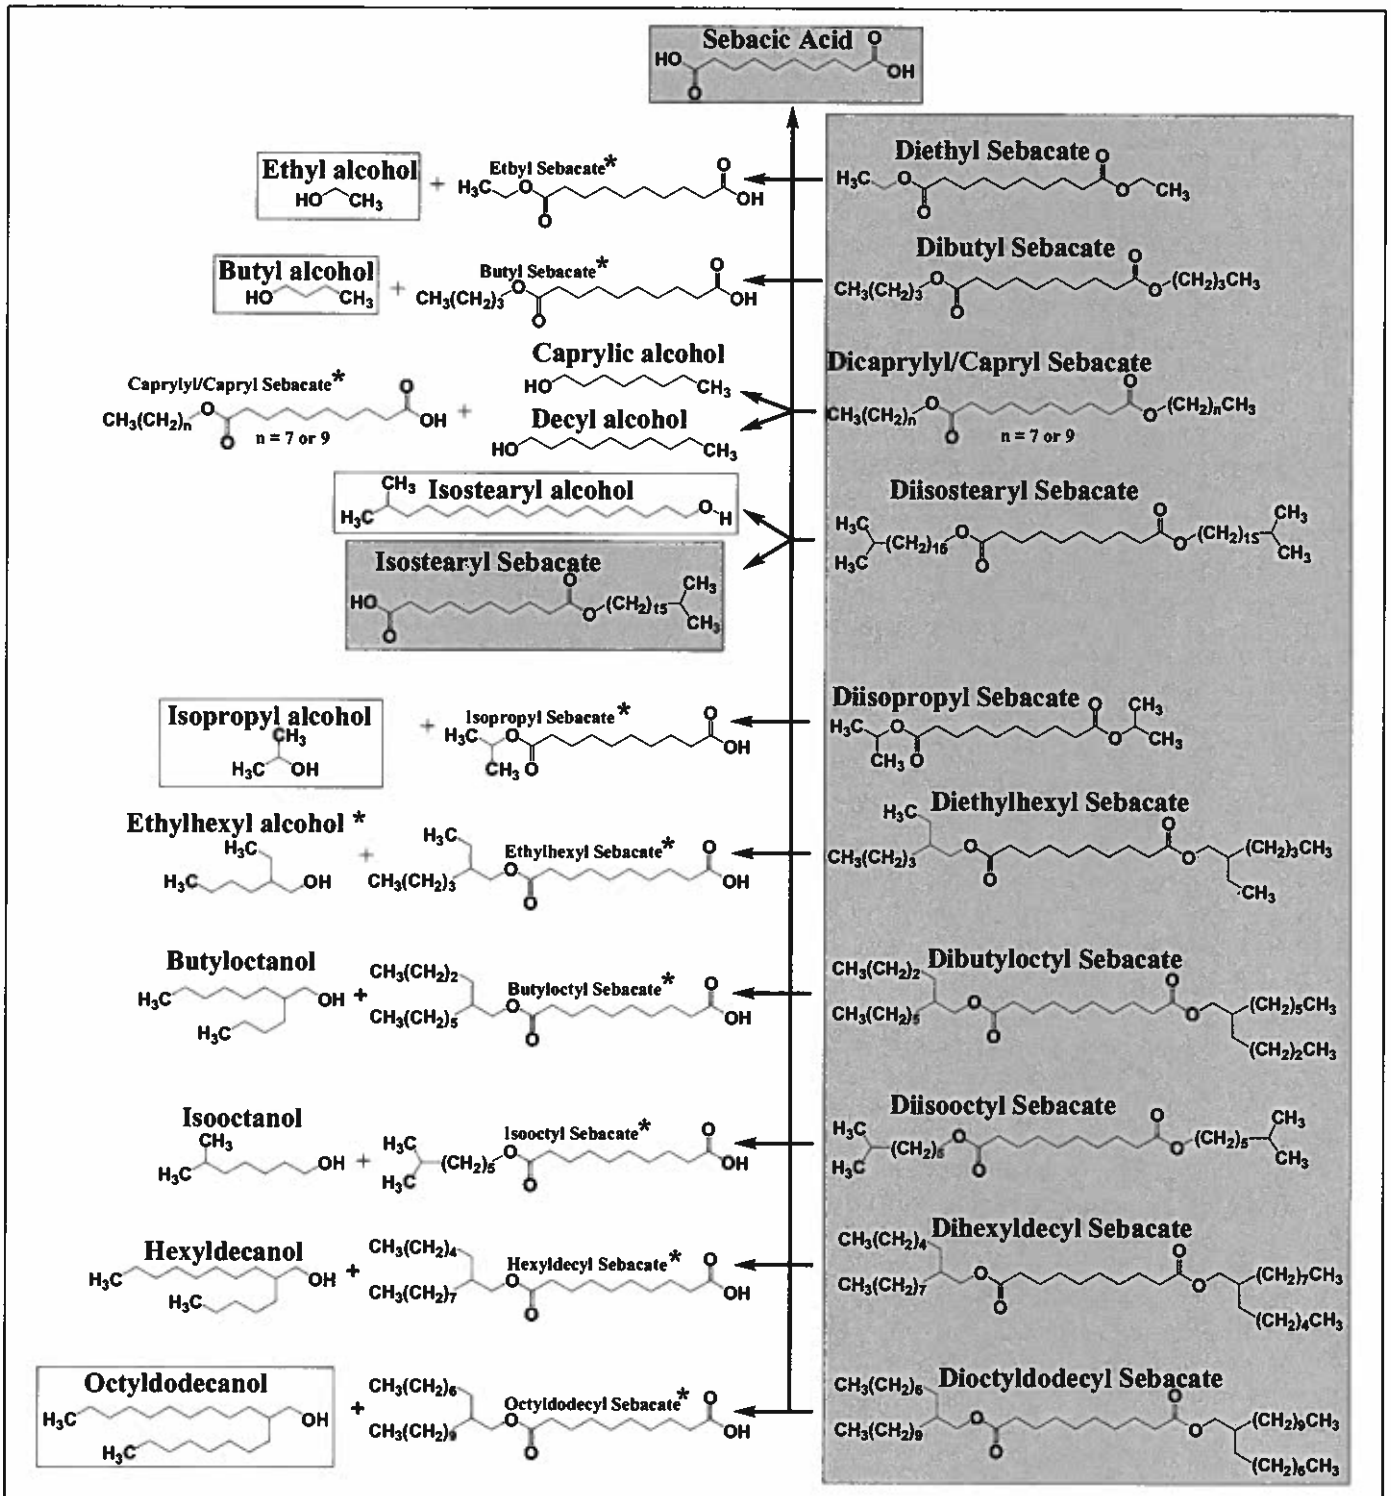 Sebacic Acid
HO O OH O
Ethyl alcohol
HO CH₃
+
Ethyl Sebacate*
H₃C O O O OH
Diethyl Sebacate
H₃C O O O O CH₃
Butyl alcohol
HO CH₃
+
Butyl Sebacate*
CH₃(CH₂)₃ O O O OH
Dibutyl Sebacate
CH₃(CH₂)₃ O O O O (CH₂)₃CH₃
Caprylic alcohol
HO CH₃
Caprylyl/Capryl Sebacate*
CH₃(CH₂)ₙ O O O OH
n = 7 or 9
+
Decyl alcohol
HO CH₃
Dicaprylyl/Capryl Sebacate
CH₃(CH₂)ₙ O O O O (CH₂)ₙCH₃
n = 7 or 9
Isostearyl alcohol
CH₃ H₃C O H
Isostearyl Sebacate
HO O O O (CH₂)₁₅ CH₃ CH₃
Diisostearyl Sebacate
H₃C H₃C (CH₂)₁₅ O O O O (CH₂)₁₅ CH₃ CH₃
Isopropyl alcohol
CH₃
H₃C OH
+
Isopropyl Sebacate*
H₃C O CH₃ O O OH
Diisopropyl Sebacate
H₃C O CH₃ O O O CH₃ CH₃
Ethylhexyl alcohol *
H₃C
H₃C OH
+
Ethylhexyl Sebacate*
H₃C
CH₃(CH₂)₃ O O O OH
Diethylhexyl Sebacate
H₃C
CH₃(CH₂)₃ O O O O (CH₂)₃CH₃
CH₃
Butyloctanol
H₃C OH
H₃C
+
Butyloctyl Sebacate*
CH₃(CH₂)₂
CH₃(CH₂)₅ O O O OH
Dibutyloctyl Sebacate
CH₃(CH₂)₂
CH₃(CH₂)₅ O O O O (CH₂)₅CH₃
(CH₂)₂CH₃
Isooctanol
CH₃
H₃C OH
+
Isooctyl Sebacate*
H₃C
H₃C (CH₂)₅ O O O OH
Diisooctyl Sebacate
H₃C
H₃C (CH₂)₅ O O O O (CH₂)₅ CH₃
CH₃
Hexyldecanol
H₃C OH
H₃C
+
Hexyldecyl Sebacate*
CH₃(CH₂)₄
CH₃(CH₂)₇ O O O OH
Dihexyldecyl Sebacate
CH₃(CH₂)₄
CH₃(CH₂)₇ O O O O (CH₂)₇CH₃
(CH₂)₄CH₃
Octyldodecanol
H₃C OH
H₃C
+
Octyldodecyl Sebacate*
CH₃(CH₂)₆
CH₃(CH₂)₉ O O O OH
Dioctyldodecyl Sebacate
CH₃(CH₂)₆
CH₃(CH₂)₉ O O O O (CH₂)₉CH₃
(CH₂)₆CH₃